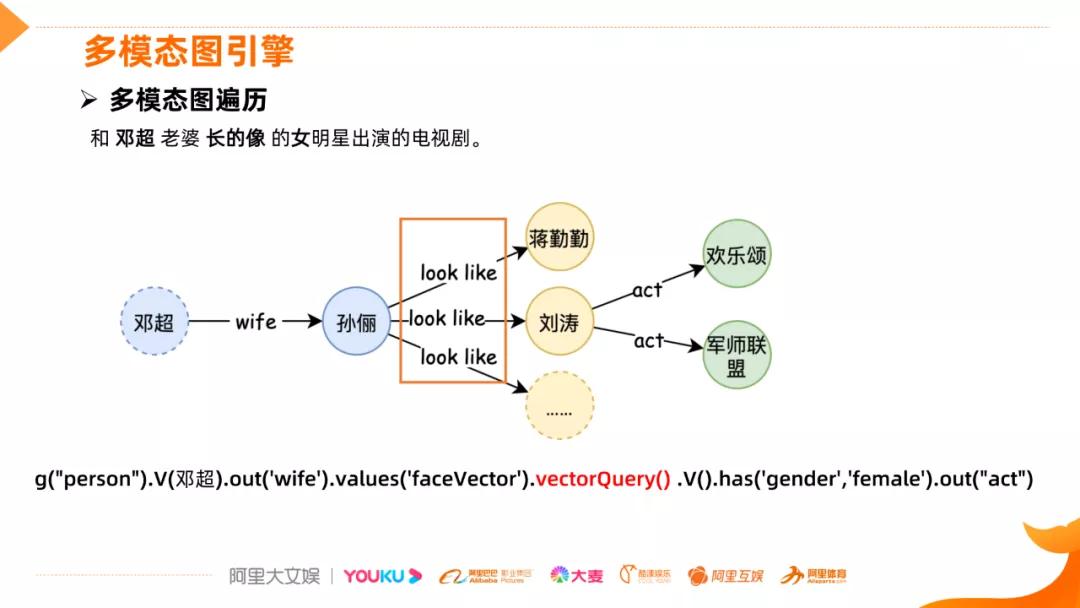 多模态图引擎
➢ 多模态图遍历
和 邓超 老婆 长的像 的女明星出演的电视剧。
蒋勤勤
欢乐颂
look like
act
邓超
wife
孙俪
look like
刘涛
act
军师联
盟
look like
......
g("person").V(邓超).out('wife').values('faceVector').vectorQuery() .V().has('gender','female').out("act")
阿里大文娱 YOUKU 阿里巴巴 影业集团 大麦 酷漾娱乐 阿里互娱 阿里体育
Alibaba Pictures COOL YOUNG Alisports.com